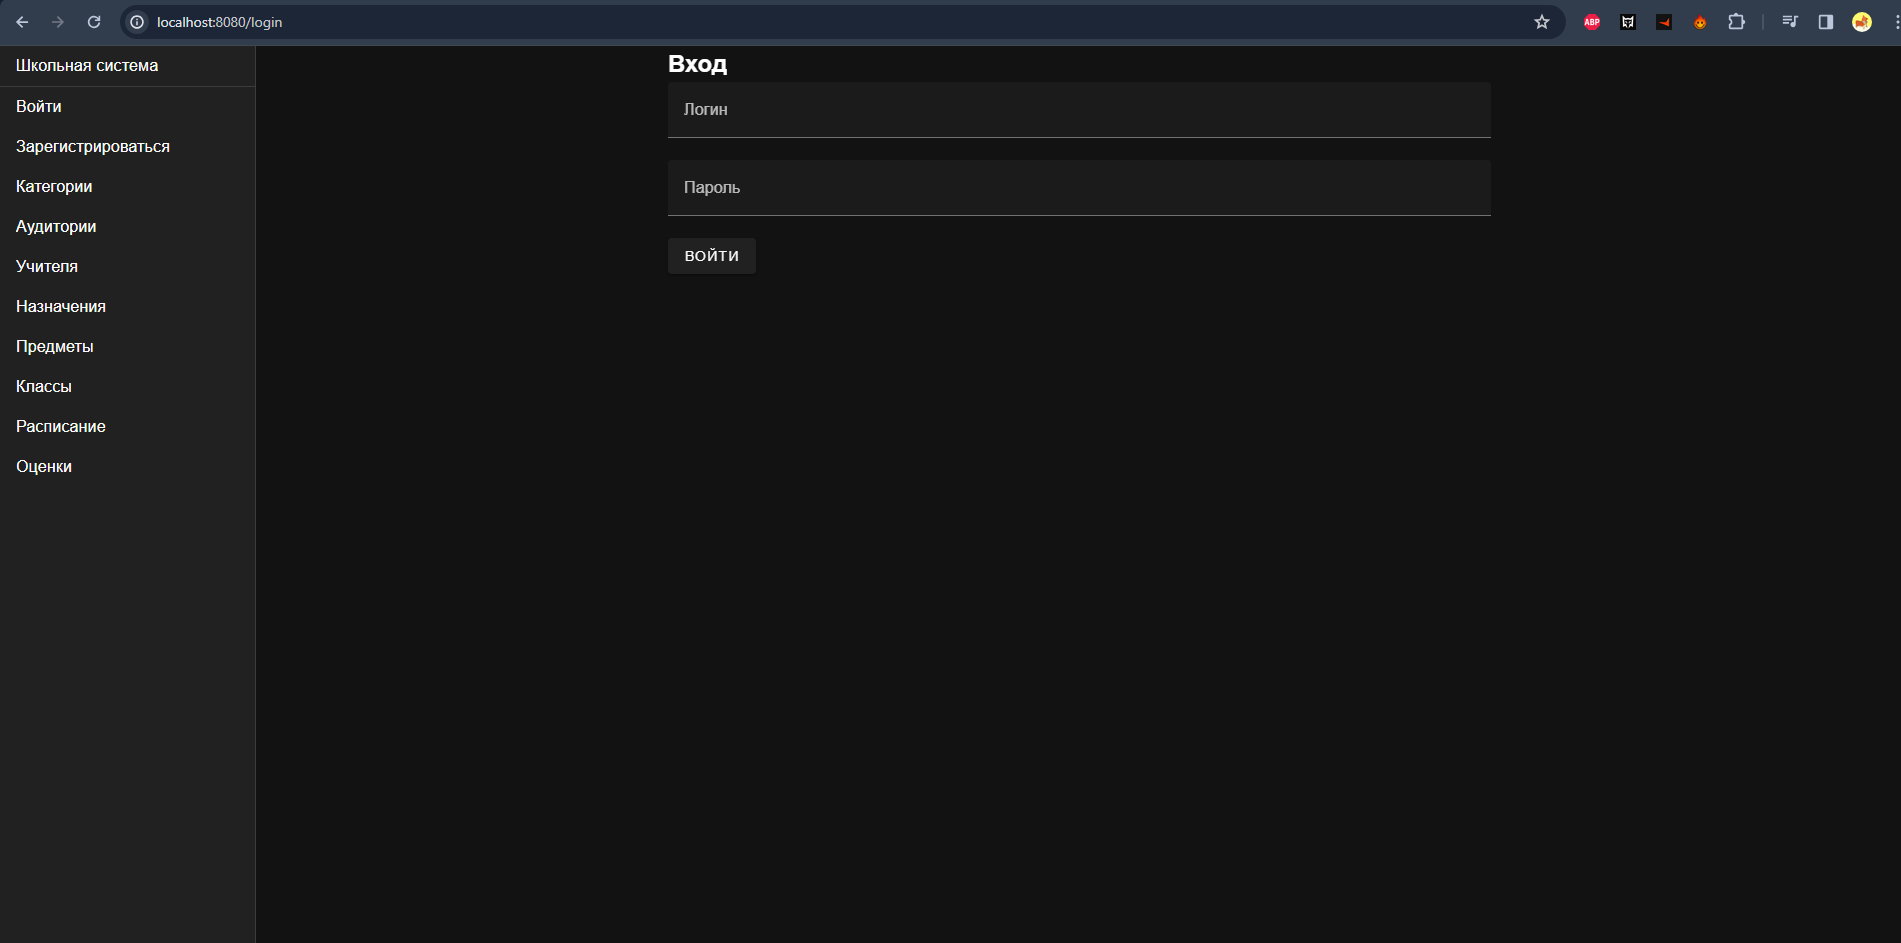 localhost:8080/login
ABP
Школьная система
Войти
Зарегистрироваться
Категории
Аудитории
Учителя
Назначения
Предметы
Классы
Расписание
Оценки
Вход
Логин
Пароль
ВОЙТИ